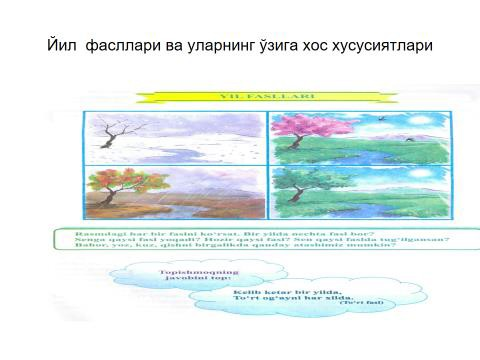 Йил фасллари ва уларнинг ўзига хос хусусиятлари
YIL FASLLARI
Rasmdagi har bir faslni ko'rsat. Bir yilda nechta fasl bor?
Senga qaysi fasl yoqadi? Hozir qaysi fasl? Sen qaysi faslda tug'ilgansan?
Bahor, yoz, kuz, qishni birgalikda qanday atashimiz mumkin?
Topishmoqning
javobini top:
Kelib ketar bir yilda,
To'rt og'ayni har xilda.
(To'rt fasl)